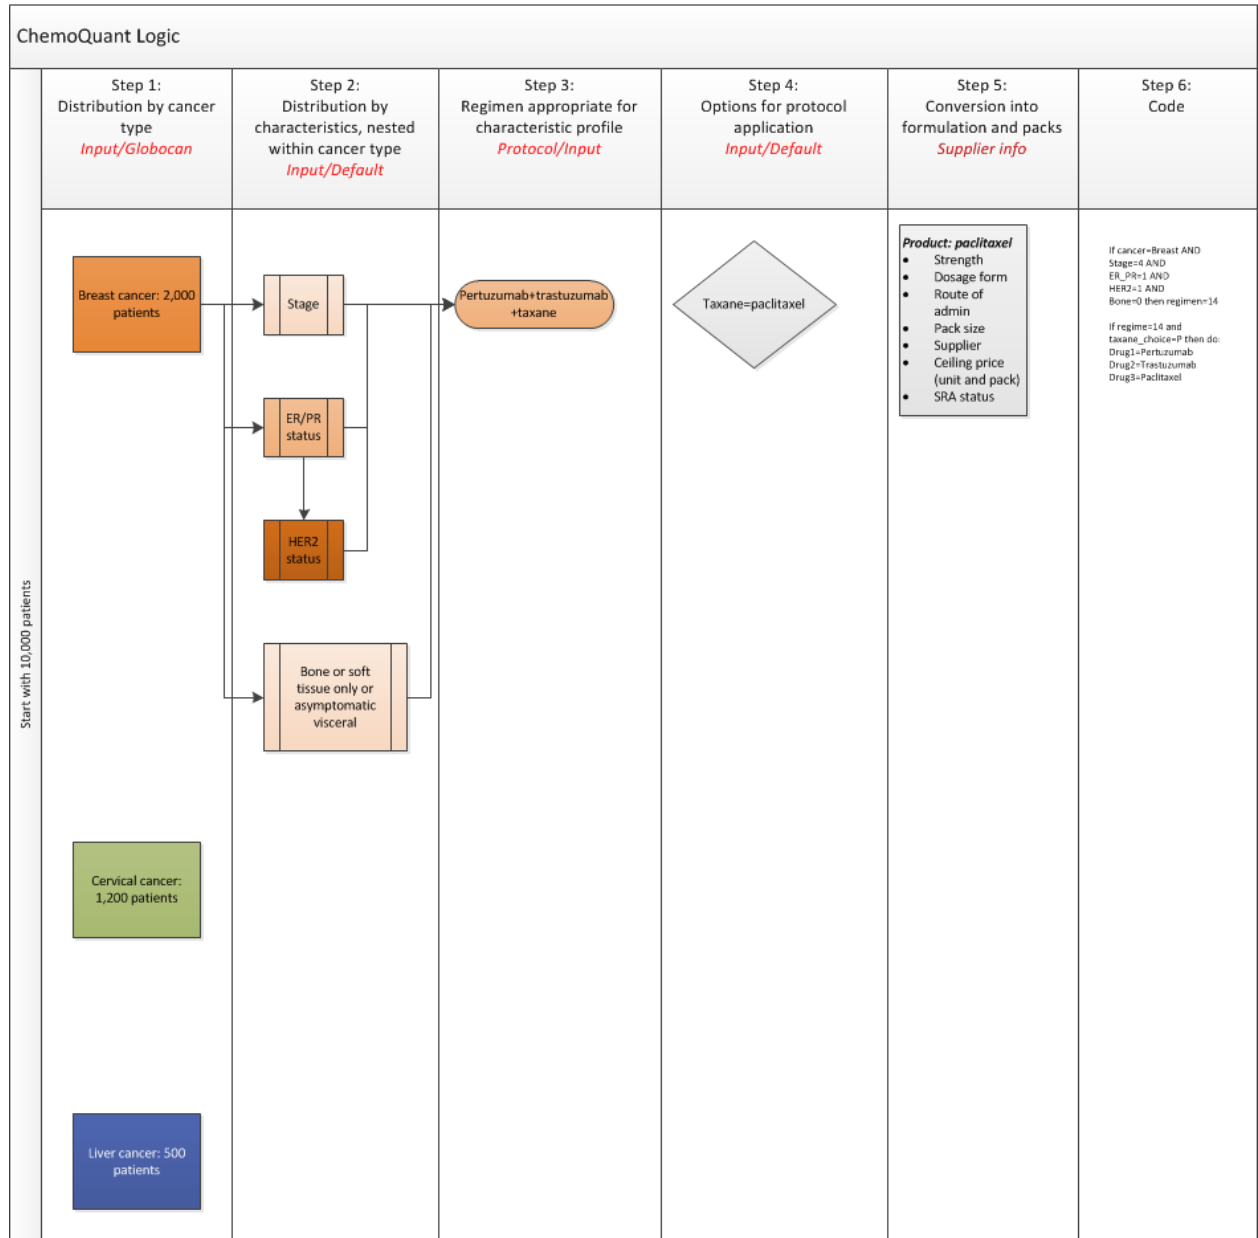 ChemoQuant Logic
Start with 10,000 patients
Step 1:
Distribution by cancer
type
Input/Globocan
Step 2:
Distribution by
characteristics, nested
within cancer type
Input/Default
Step 3:
Regimen appropriate for
characteristic profile
Protocol/Input
Step 4:
Options for protocol
application
Input/Default
Step 5:
Conversion into
formulation and packs
Supplier info
Step 6:
Code
Breast cancer: 2,000
patients
Stage
ER/PR
status
HER2
status
Bone or soft
tissue only or
asymptomatic
visceral
Pertuzumab+trastuzumab
+taxane
Taxane=paclitaxel
Product: paclitaxel
• Strength
• Dosage form
• Route of
admin
• Pack size
• Supplier
• Ceiling price
(unit and pack)
• SRA status
If cancer=Breast AND
Stage=4 AND
ER_PR=1 AND
HER2=1 AND
Bone=0 then regimen=14
If regime=14 and
taxane_choice=P then do:
Drug1=Pertuzumab
Drug2=Trastuzumab
Drug3=Paclitaxel
Cervical cancer:
1,200 patients
Liver cancer: 500
patients